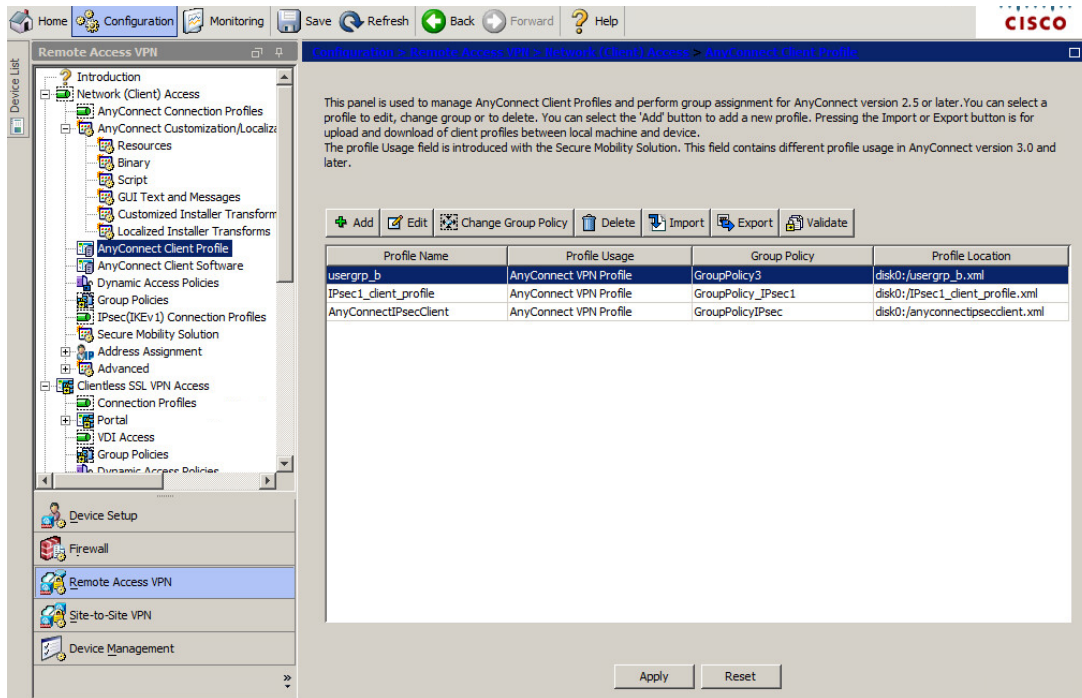 Home Configuration Monitoring Save Refresh Back Forward Help
CISCO
Device List
Remote Access VPN
Introduction
Network (Client) Access
AnyConnect Connection Profiles
AnyConnect Customization/Localiza
Resources
Binary
Script
GUI Text and Messages
Customized Installer Transform
Localized Installer Transforms
AnyConnect Client Profile
AnyConnect Client Software
Dynamic Access Policies
Group Policies
IPsec(IKEv1) Connection Profiles
Secure Mobility Solution
Address Assignment
Advanced
Clientless SSL VPN Access
Connection Profiles
Portal
VDI Access
Group Policies
Dynamic Access Policies
Device Setup
Firewall
Remote Access VPN
Site-to-Site VPN
Device Management
Configuration > Remote Access VPN > Network (Client) Access > AnyConnect Client Profile
This panel is used to manage AnyConnect Client Profiles and perform group assignment for AnyConnect version 2.5 or later.You can select a
profile to edit, change group or to delete. You can select the 'Add' button to add a new profile. Pressing the Import or Export button is for
upload and download of client profiles between local machine and device.
The profile Usage field is introduced with the Secure Mobility Solution. This field contains different profile usage in AnyConnect version 3.0 and
later.
Add Edit Change Group Policy Delete Import Export Validate
Profile Name Profile Usage Group Policy Profile Location
usergrp_b AnyConnect VPN Profile GroupPolicy3 disk0:/usergrp_b.xml
IPsec1_client_profile AnyConnect VPN Profile GroupPolicy_IPsec1 disk0:/IPsec1_client_profile.xml
AnyConnectIPsecClient AnyConnect VPN Profile GroupPolicyIPsec disk0:/anyconnectipsecclient.xml
Apply Reset